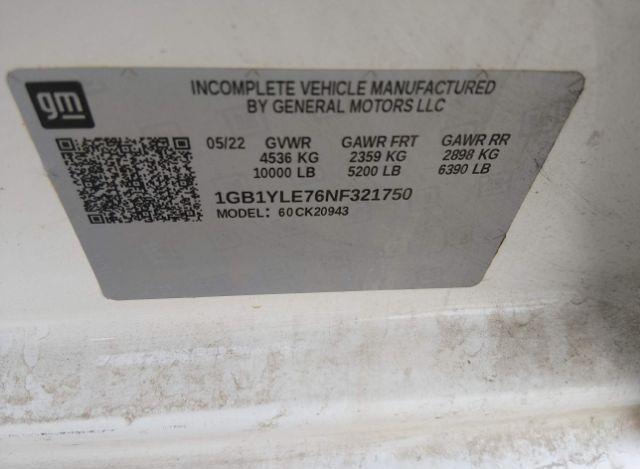 gm
INCOMPLETE VEHICLE MANUFACTURED
BY GENERAL MOTORS LLC
05/22 GVWR GAWR FRT GAWR RR
4536 KG 2359 KG 2898 KG
10000 LB 5200 LB 6390 LB
1GB1YLE76NF321750
MODEL: 60CK20943